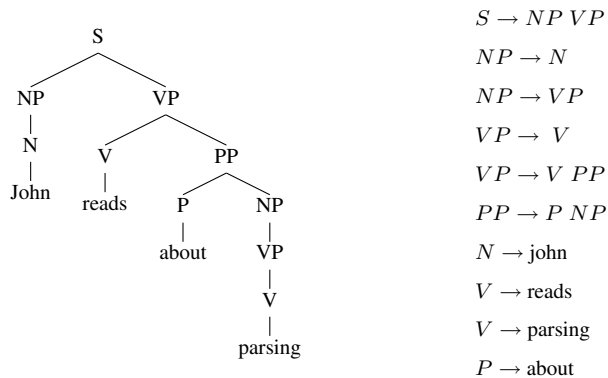 S
NP VP
N V PP
John reads P NP
about VP
V
parsing
S → NP VP
NP → N
NP → VP
VP → V
VP → V PP
PP → P NP
N → john
V → reads
V → parsing
P → about